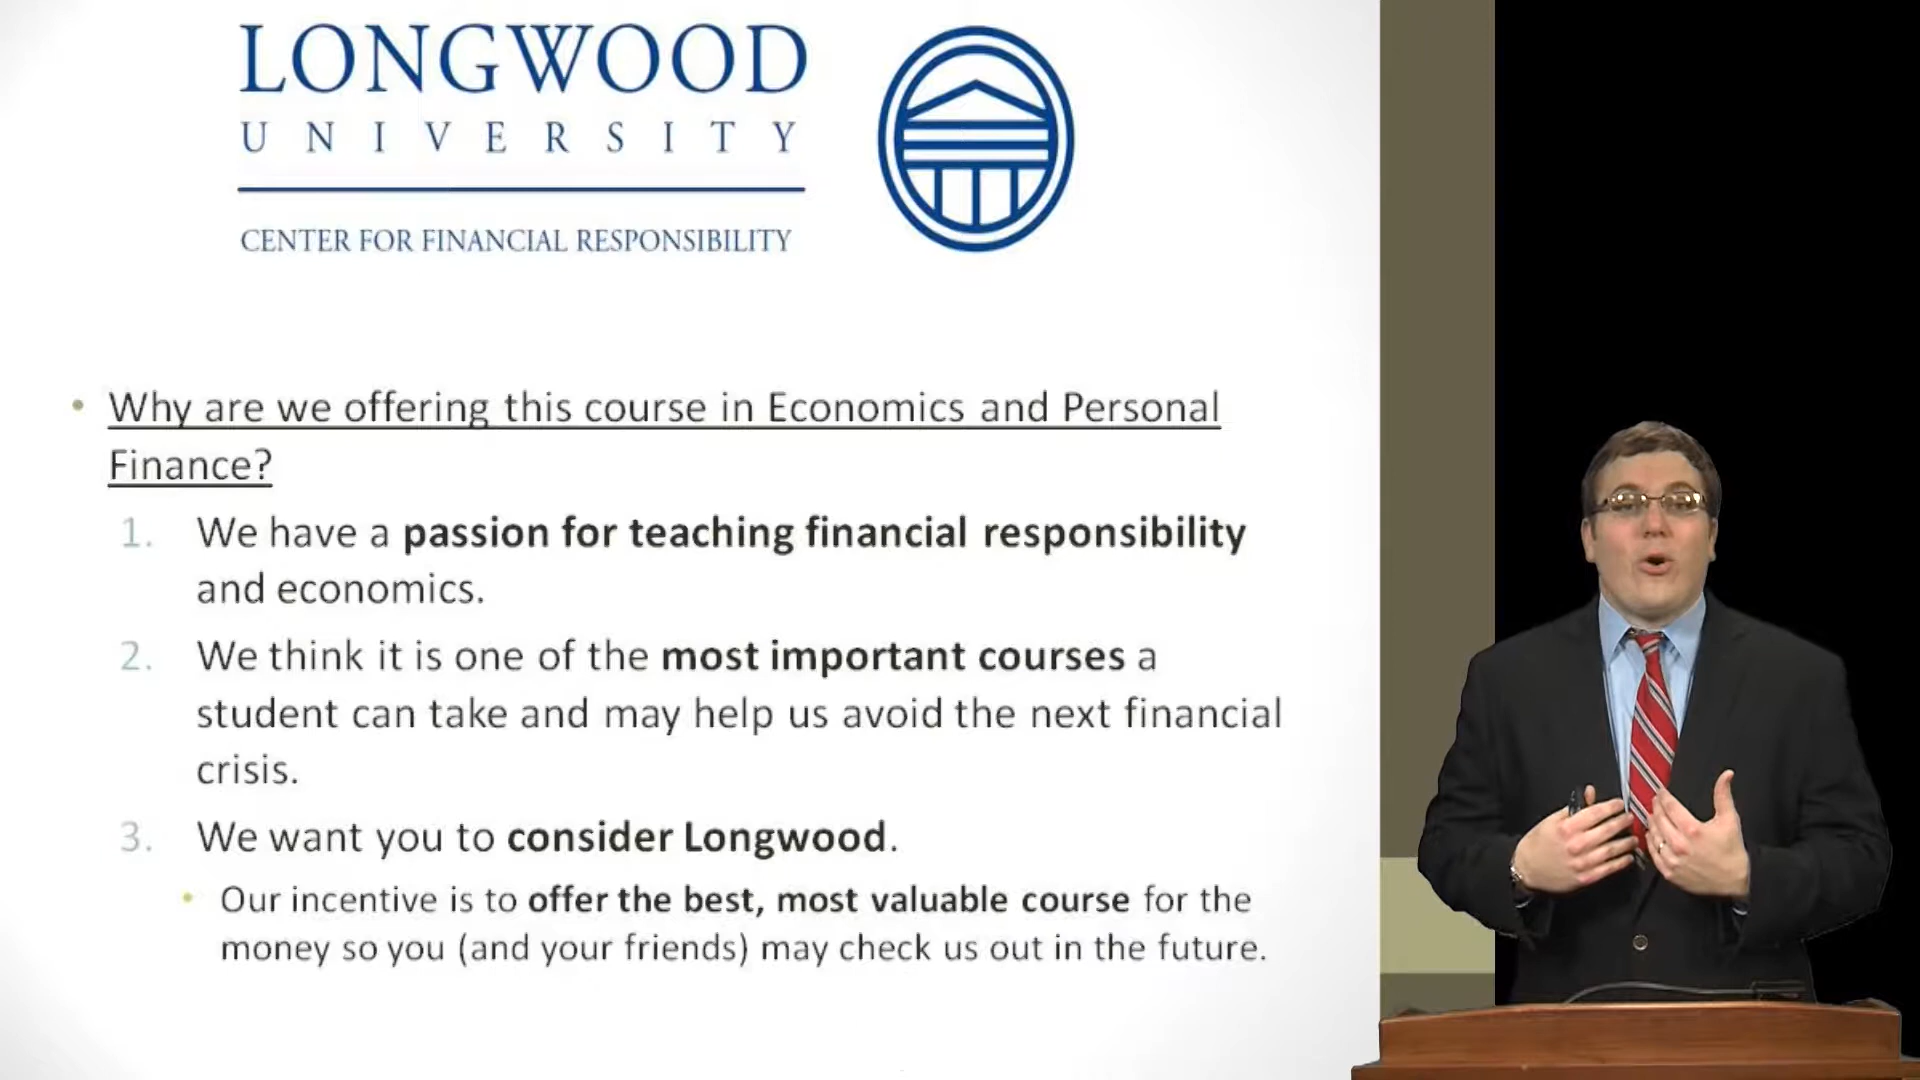 LONGWOOD
UNIVERSITY
CENTER FOR FINANCIAL RESPONSIBILITY
• Why are we offering this course in Economics and Personal
Finance?
1. We have a passion for teaching financial responsibility
and economics.
2. We think it is one of the most important courses a
student can take and may help us avoid the next financial
crisis.
3. We want you to consider Longwood.
• Our incentive is to offer the best, most valuable course for the
money so you (and your friends) may check us out in the future.